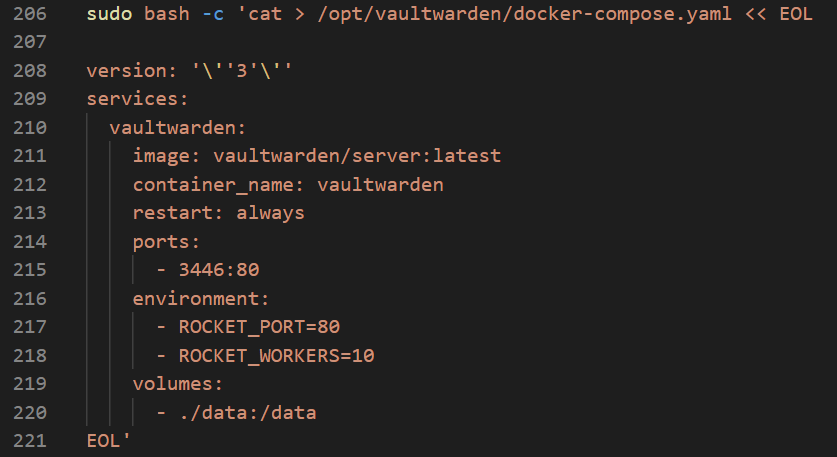 206 sudo bash -c 'cat > /opt/vaultwarden/docker-compose.yaml << EOL
207
208 version: '\''3'\''
209 services:
210   vaultwarden:
211     image: vaultwarden/server:latest
212     container_name: vaultwarden
213     restart: always
214     ports:
215       - 3446:80
216     environment:
217       - ROCKET_PORT=80
218       - ROCKET_WORKERS=10
219     volumes:
220       - ./data:/data
221 EOL'